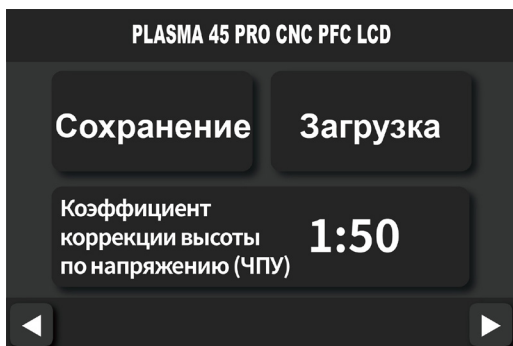 PLASMA 45 PRO CNC PFC LCD
Сохранение
Загрузка
Коэффициент
коррекции высоты
по напряжению (ЧПУ)
1:50